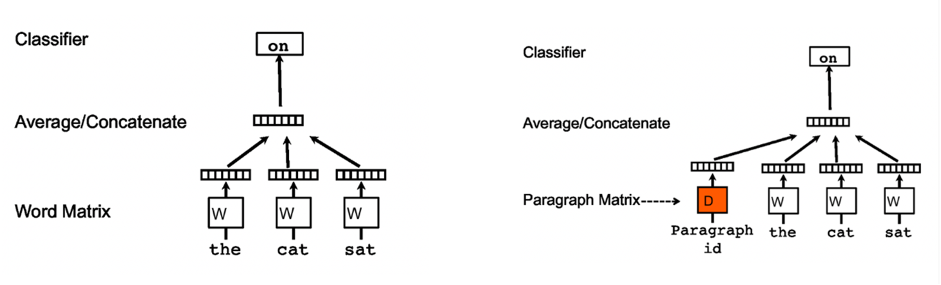 Classifier
on
Average/Concatenate
Word Matrix
W W W
the cat sat
Classifier
on
Average/Concatenate
Paragraph Matrix
D W W W
Paragraph the cat sat
id